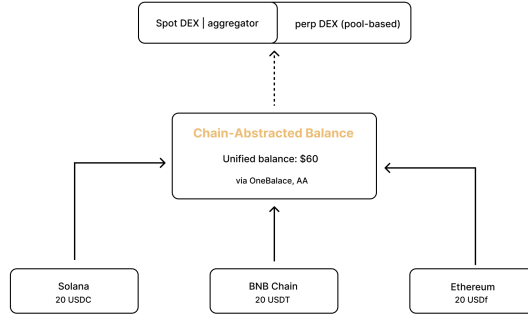 Spot DEX | aggregator
perp DEX (pool-based)
Chain-Abstracted Balance
Unified balance: $60
via OneBalace, AA
Solana
20 USDC
BNB Chain
20 USDT
Ethereum
20 USDf